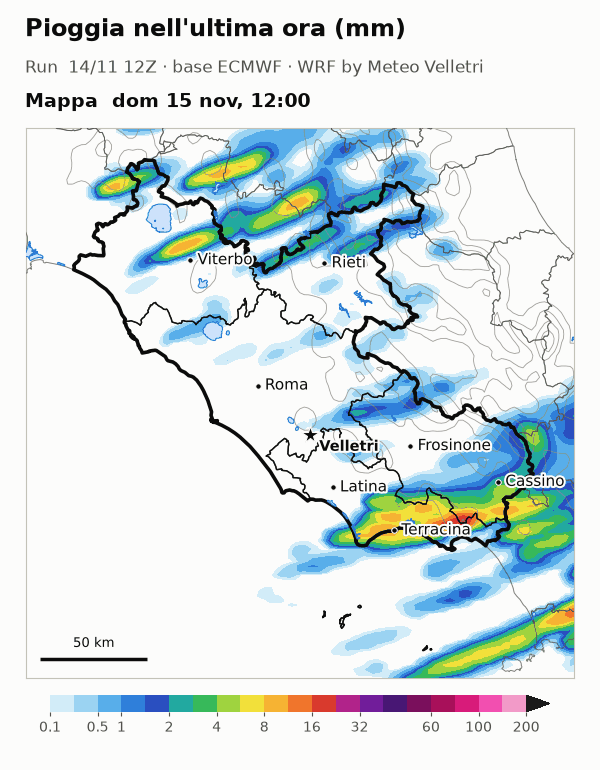 Pioggia nell'ultima ora (mm)
Run  14/11 12Z · base ECMWF · WRF by Meteo Velletri
Mappa  dom 15 nov, 12:00
Viterbo
Rieti
Roma
Velletri
Frosinone
Latina
Cassino
Terracina
50 km
0.1 0.5 1 2 4 8 16 32 60 100 200